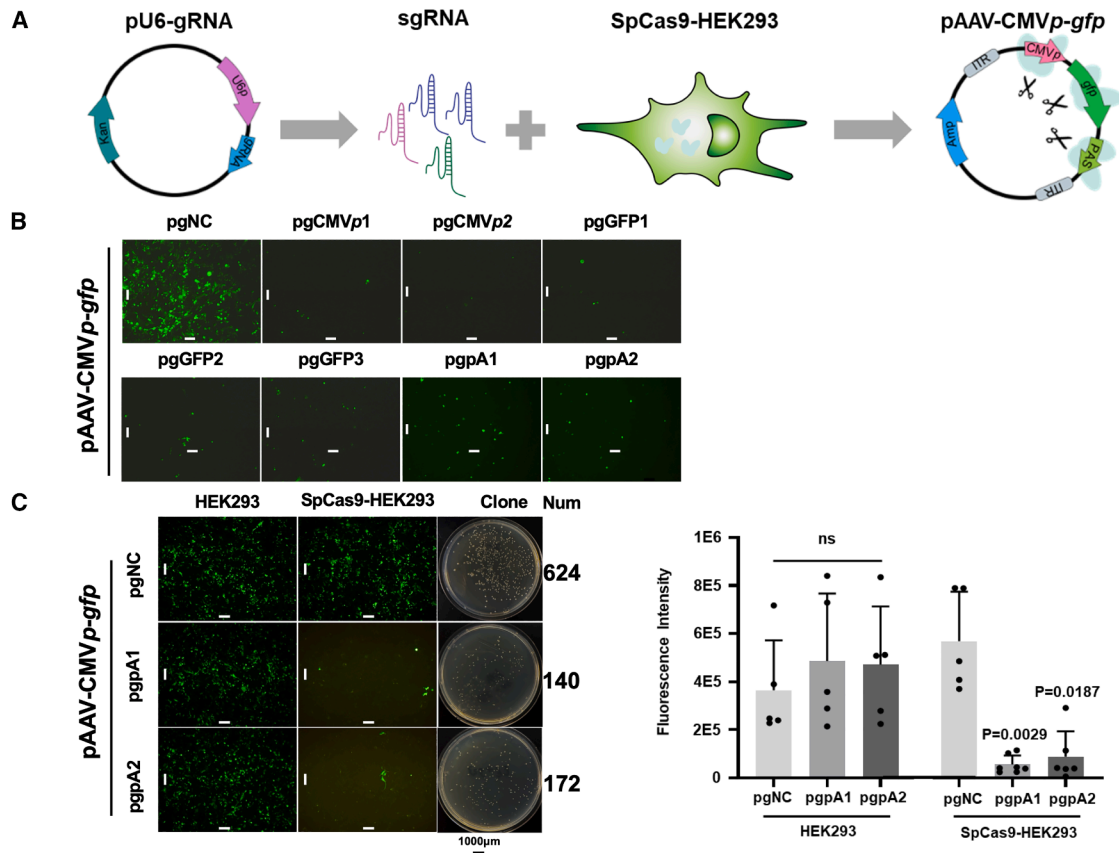 A
pU6-gRNA
sgRNA
SpCas9-HEK293
pAAV-CMVp-gfp
U6p
gRNA
Kan
ITR
CMVp
gfp
PAS
ITR
Amp
B
pAAV-CMVp-gfp
pgNC
pgCMVp1
pgCMVp2
pgGFP1
pgGFP2
pgGFP3
pgpA1
pgpA2
C
pAAV-CMVp-gfp
HEK293
SpCas9-HEK293
Clone
Num
pgNC
624
pgpA1
140
pgpA2
172
1000μm
Fluorescence Intensity
1E6
8E5
6E5
4E5
2E5
0
ns
P=0.0029
P=0.0187
pgNC
pgpA1
pgpA2
pgNC
pgpA1
pgpA2
HEK293
SpCas9-HEK293